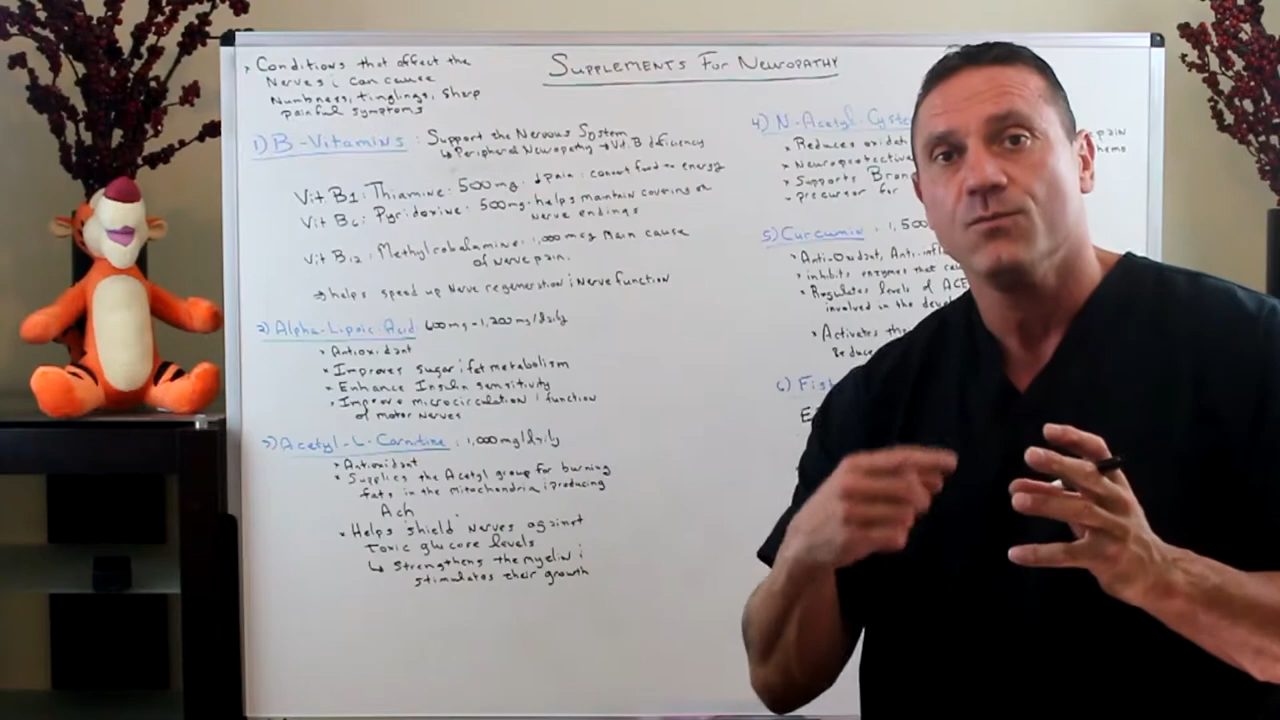 Supplements For Neuropathy
› Conditions that affect the
Nerves; can cause
Numbness, tinglings, sharp
painful symptoms
1) B-Vitamins : Support the Nervous System
↳ Peripheral Neuropathy → Vit. B deficiency
Vit B1: Thiamine: 500mg. ↓pain: convert food → energy
Vit B6: Pyridoxine: 500mg. helps maintain covering on
Nerve endings
Vit B12: Methylcobalamine: 1,000mcg Main cause
of nerve pain.
⇒ helps speed up Nerve regeneration; Nerve function
2) Alpha-Lipoic Acid 600mg-1,200mg/daily
› Antioxidant
› Improves sugar; fat metabolism
› Enhance Insulin sensitivity
› Improve microcirculation; function
of motor Nerves
3) Acetyl-L-Carnitine : 1,000mg/daily
› Antioxidant
› Supplies the Acetyl group for burning
fats in the mitochondria; producing
Ach
› Helps 'shield' Nerves against
Toxic glucose levels
↳ Strengthens the myelin;
stimulates their growth
4) N-Acetyl-Cyste
pain
› Reduces oxidat
hemo
› Neuroprotective
› Supports
› precursor for
5) Curcumin : 1,500
› Anti-Oxidant, Anti-infl
› inhibits enzymes that
› Regulates levels of ACE
involved in the
› Activates the
Reduce
6) Fis
E